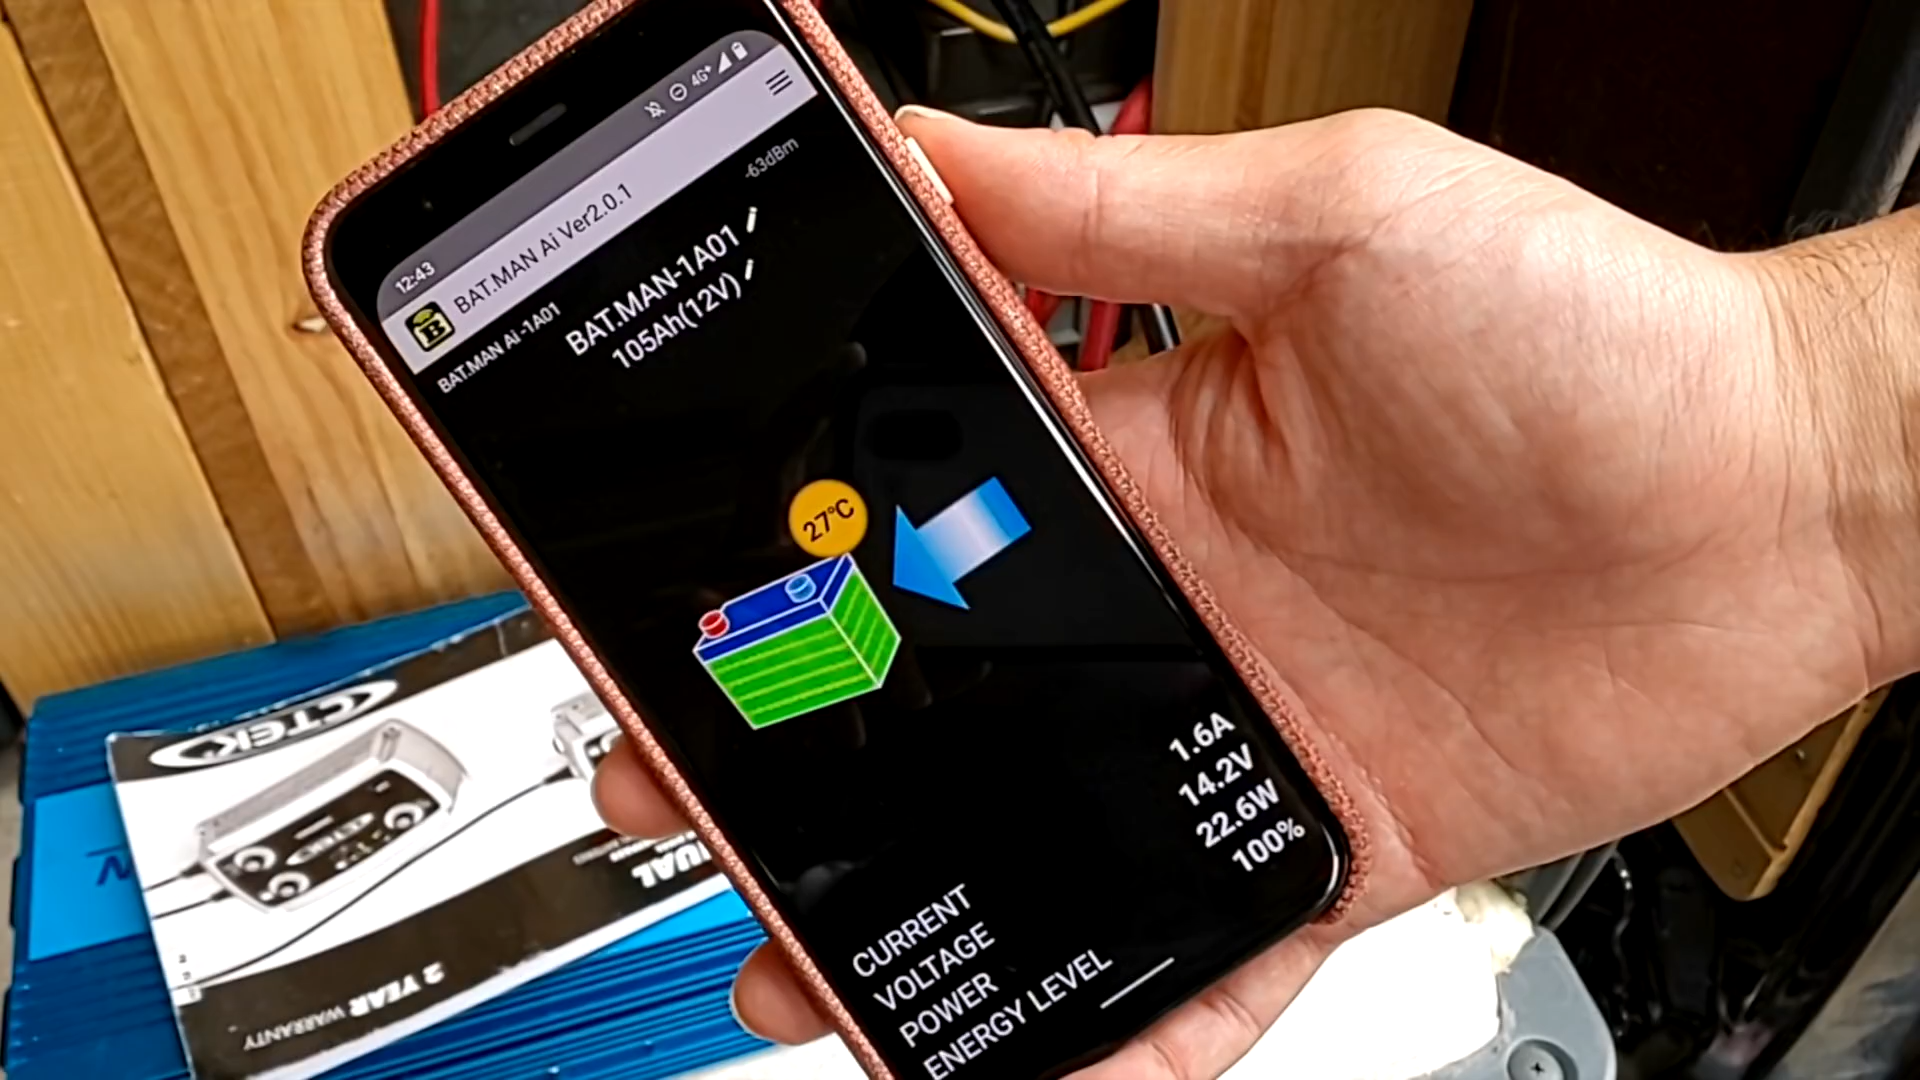 12:43
4G+
BAT.MAN Ai Ver2.0.1
BAT.MAN Ai -1A01
-63dBm
BAT.MAN-1A01
105Ah(12V)
27°C
CURRENT 1.6A
VOLTAGE 14.2V
POWER 22.6W
ENERGY LEVEL 100%
CTEK
CTEK
2 YEAR WARRANTY